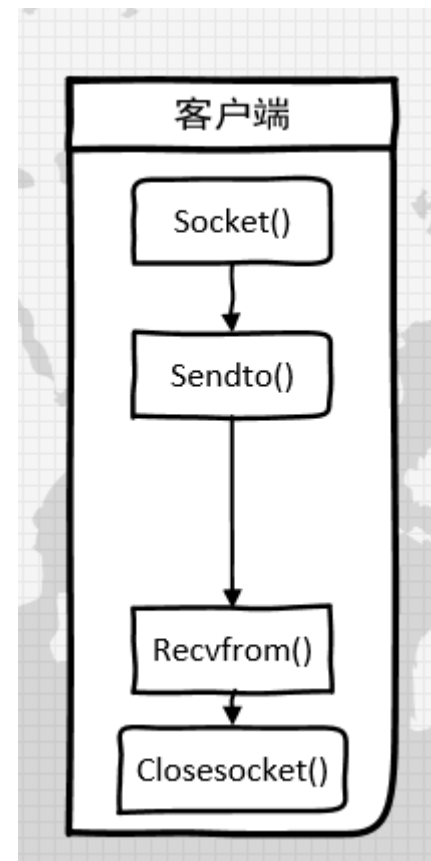 客户端
Socket()
Sendto()
Recvfrom()
Closesocket()